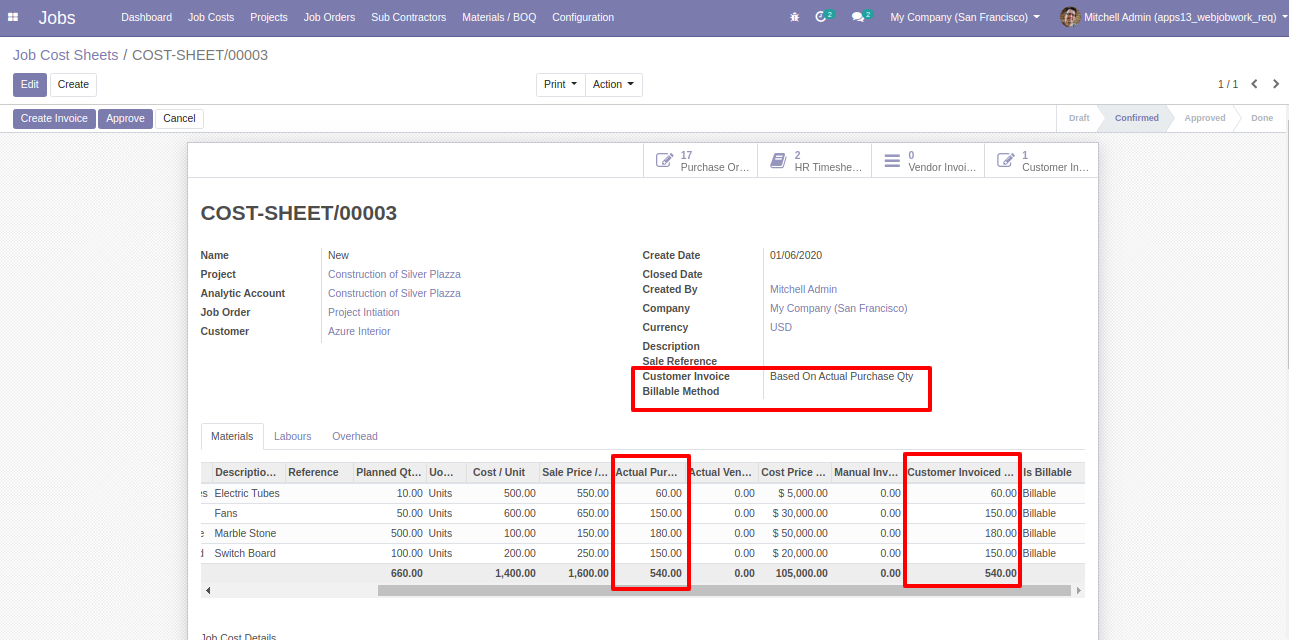 Jobs Dashboard Job Costs Projects Job Orders Sub Contractors Materials / BOQ Configuration 2 2 My Company (San Francisco) Mitchell Admin (apps13_webjobwork_req)
Job Cost Sheets / COST-SHEET/00003
Edit Create Print Action 1 / 1
Create Invoice Approve Cancel Draft Confirmed Approved Done
17 2 0 1
Purchase Or... HR Timeshe... Vendor Invoi... Customer In...
COST-SHEET/00003
Name New Create Date 01/06/2020
Project Construction of Silver Plazza Closed Date
Analytic Account Construction of Silver Plazza Created By Mitchell Admin
Job Order Project Intiation Company My Company (San Francisco)
Customer Azure Interior Currency USD
Description
Sale Reference
Customer Invoice Based On Actual Purchase Qty
Billable Method
Materials Labours Overhead
Descriptio... Reference Planned Qt... Uo... Cost / Unit Sale Price /... Actual Pur... Actual Ven... Cost Price ... Manual Inv... Customer Invoiced ... Is Billable
es Electric Tubes 10.00 Units 500.00 550.00 60.00 0.00 $ 5,000.00 0.00 60.00 Billable
Fans 50.00 Units 600.00 650.00 150.00 0.00 $ 30,000.00 0.00 150.00 Billable
e Marble Stone 500.00 Units 100.00 150.00 180.00 0.00 $ 50,000.00 0.00 180.00 Billable
d Switch Board 100.00 Units 200.00 250.00 150.00 0.00 $ 20,000.00 0.00 150.00 Billable
660.00 1,400.00 1,600.00 540.00 0.00 105,000.00 0.00 540.00
Job Cost Details